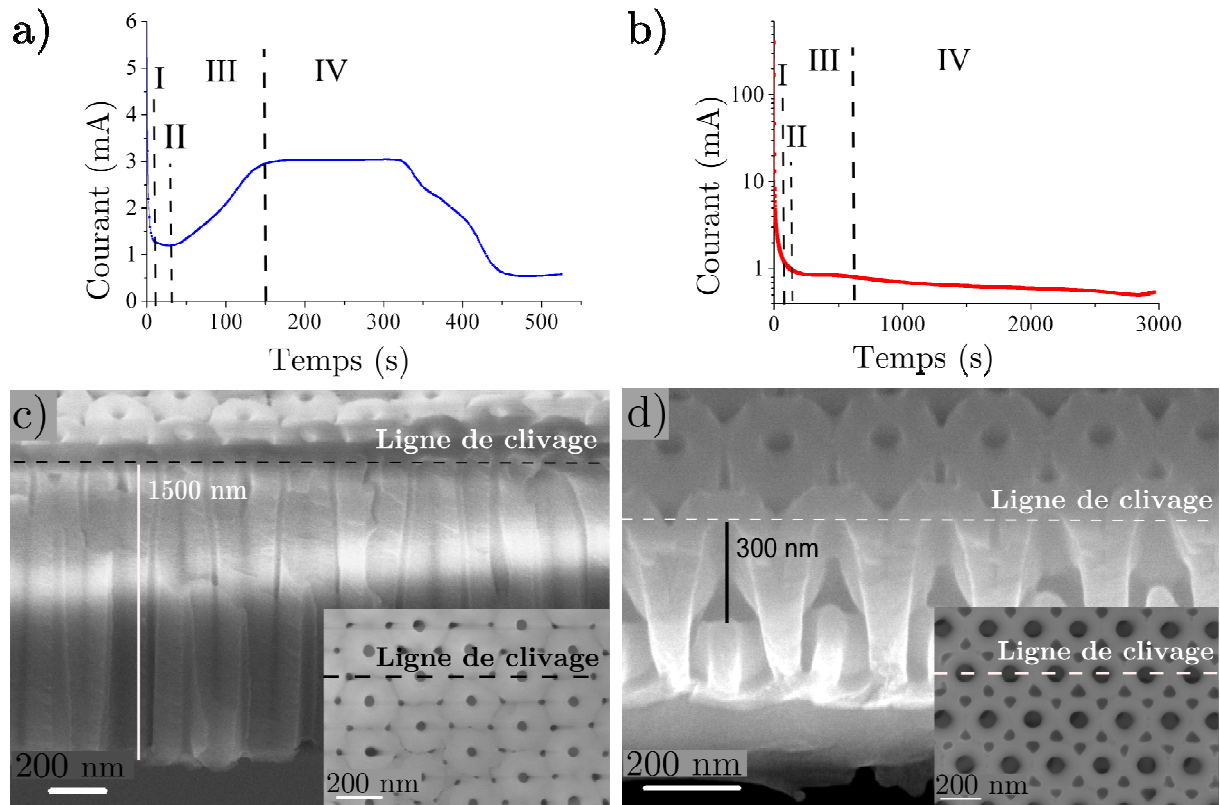 a)
Courant (mA)
6
5
4
3
2
1
0
I
II
III
IV
0
100
200
300
400
500
Temps (s)
b)
Courant (mA)
100
10
1
I
II
III
IV
0
1000
2000
3000
Temps (s)
c)
Ligne de clivage
1500 nm
200 nm
Ligne de clivage
200 nm
d)
Ligne de clivage
300 nm
200 nm
Ligne de clivage
200 nm